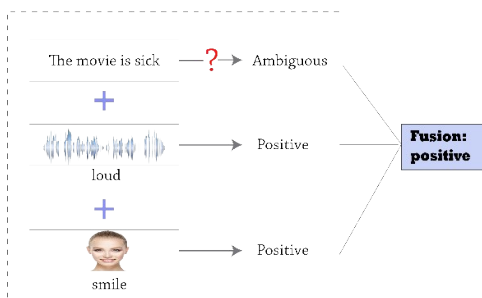 The movie is sick
?
Ambiguous
+
Positive
loud
+
Positive
smile
Fusion:
positive